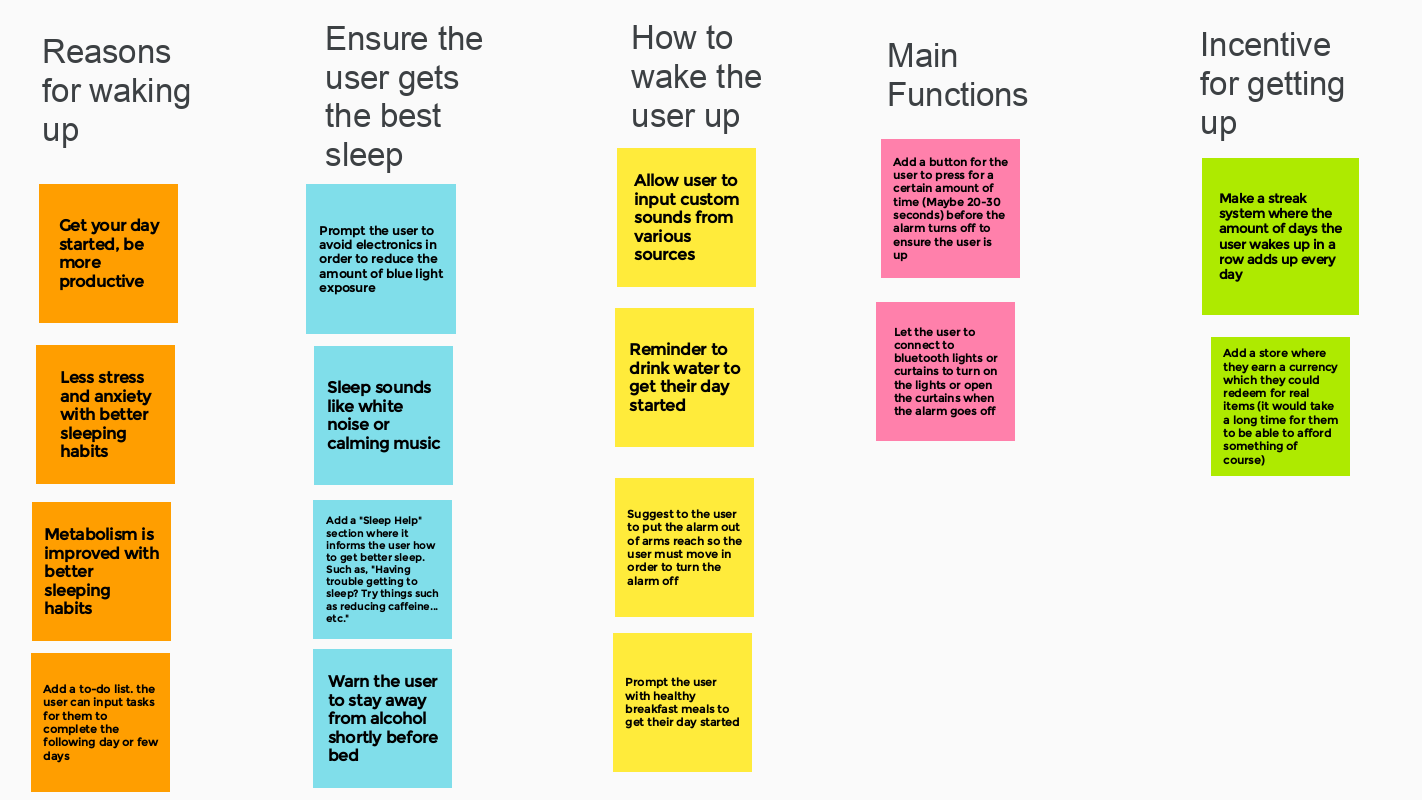 Reasons
for waking
up
Get your day
started, be
more
productive
Less stress
and anxiety
with better
sleeping
habits
Metabolism is
improved with
better
sleeping
habits
Add a to-do list. the
user can input tasks
for them to
complete the
following day or few
days
Ensure the
user gets
the best
sleep
Prompt the user to
avoid electronics in
order to reduce the
amount of blue light
exposure
Sleep sounds
like white
noise or
calming music
Add a "Sleep Help"
section where it
informs the user how
to get better sleep.
Such as, "Having
trouble getting to
sleep? Try things such
as reducing caffeine...
etc."
Warn the user
to stay away
from alcohol
shortly before
bed
How to
wake the
user up
Allow user to
input custom
sounds from
various
sources
Reminder to
drink water to
get their day
started
Suggest to the user
to put the alarm out
of arms reach so the
user must move in
order to turn the
alarm off
Prompt the user
with healthy
breakfast meals to
get their day started
Main
Functions
Add a button for the
user to press for a
certain amount of
time (Maybe 20-30
seconds) before the
alarm turns off to
ensure the user is
up
Let the user to
connect to
bluetooth lights or
curtains to turn on
the lights or open
the curtains when
the alarm goes off
Incentive
for getting
up
Make a streak
system where the
amount of days the
user wakes up in a
row adds up every
day
Add a store where
they earn a currency
which they could
redeem for real
items (it would take
a long time for them
to be able to afford
something of
course)